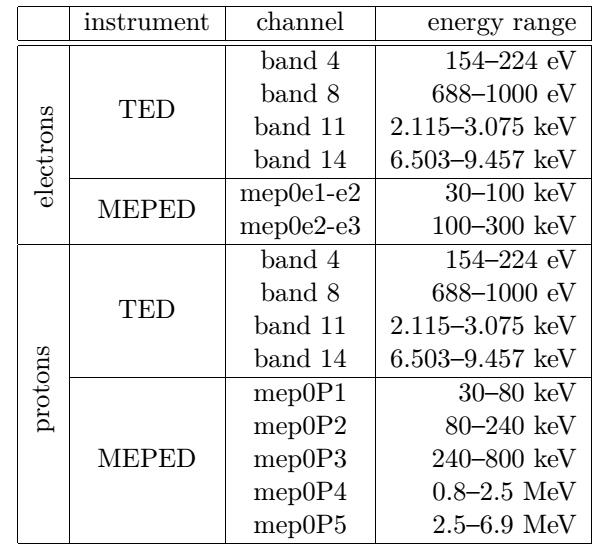 instrument channel energy range
electrons
TED
band 4 154–224 eV
band 8 688–1000 eV
band 11 2.115–3.075 keV
band 14 6.503–9.457 keV
MEPED
mep0e1-e2 30–100 keV
mep0e2-e3 100–300 keV
protons
TED
band 4 154–224 eV
band 8 688–1000 eV
band 11 2.115–3.075 keV
band 14 6.503–9.457 keV
MEPED
mep0P1 30–80 keV
mep0P2 80–240 keV
mep0P3 240–800 keV
mep0P4 0.8–2.5 MeV
mep0P5 2.5–6.9 MeV